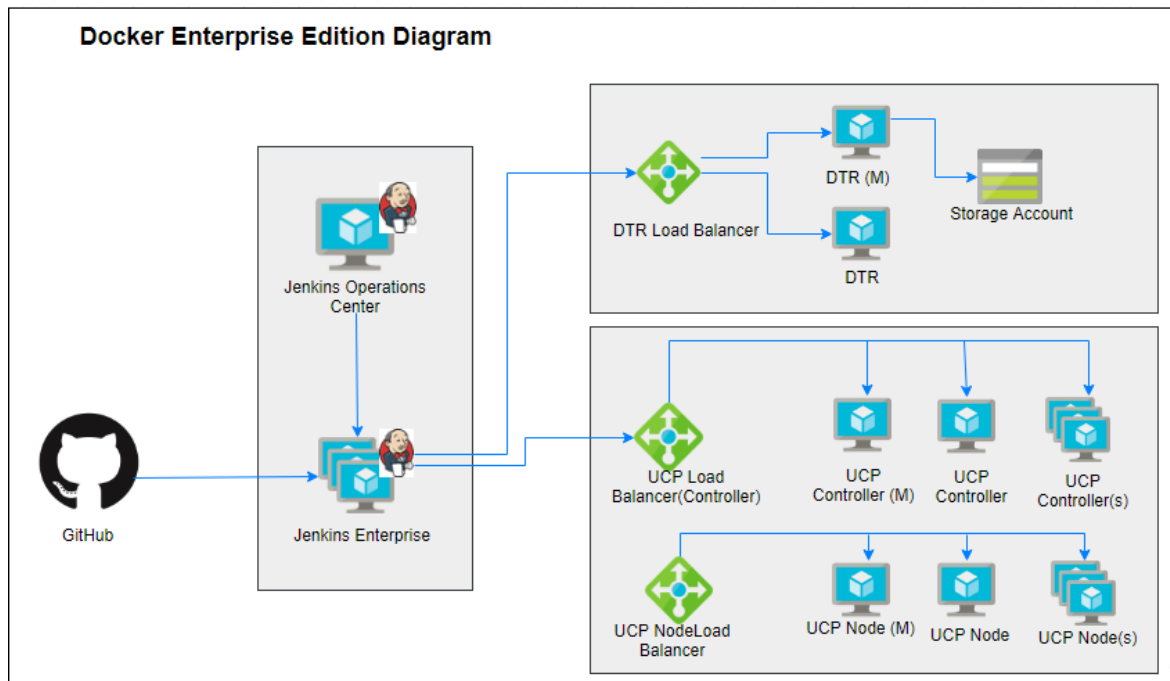 Docker Enterprise Edition Diagram
DTR (M)
DTR Load Balancer
Storage Account
DTR
Jenkins Operations
Center
GitHub
Jenkins Enterprise
UCP Load
Balancer(Controller)
UCP
Controller (M)
UCP
Controller
UCP
Controller(s)
UCP NodeLoad
Balancer
UCP Node (M)
UCP Node
UCP Node(s)